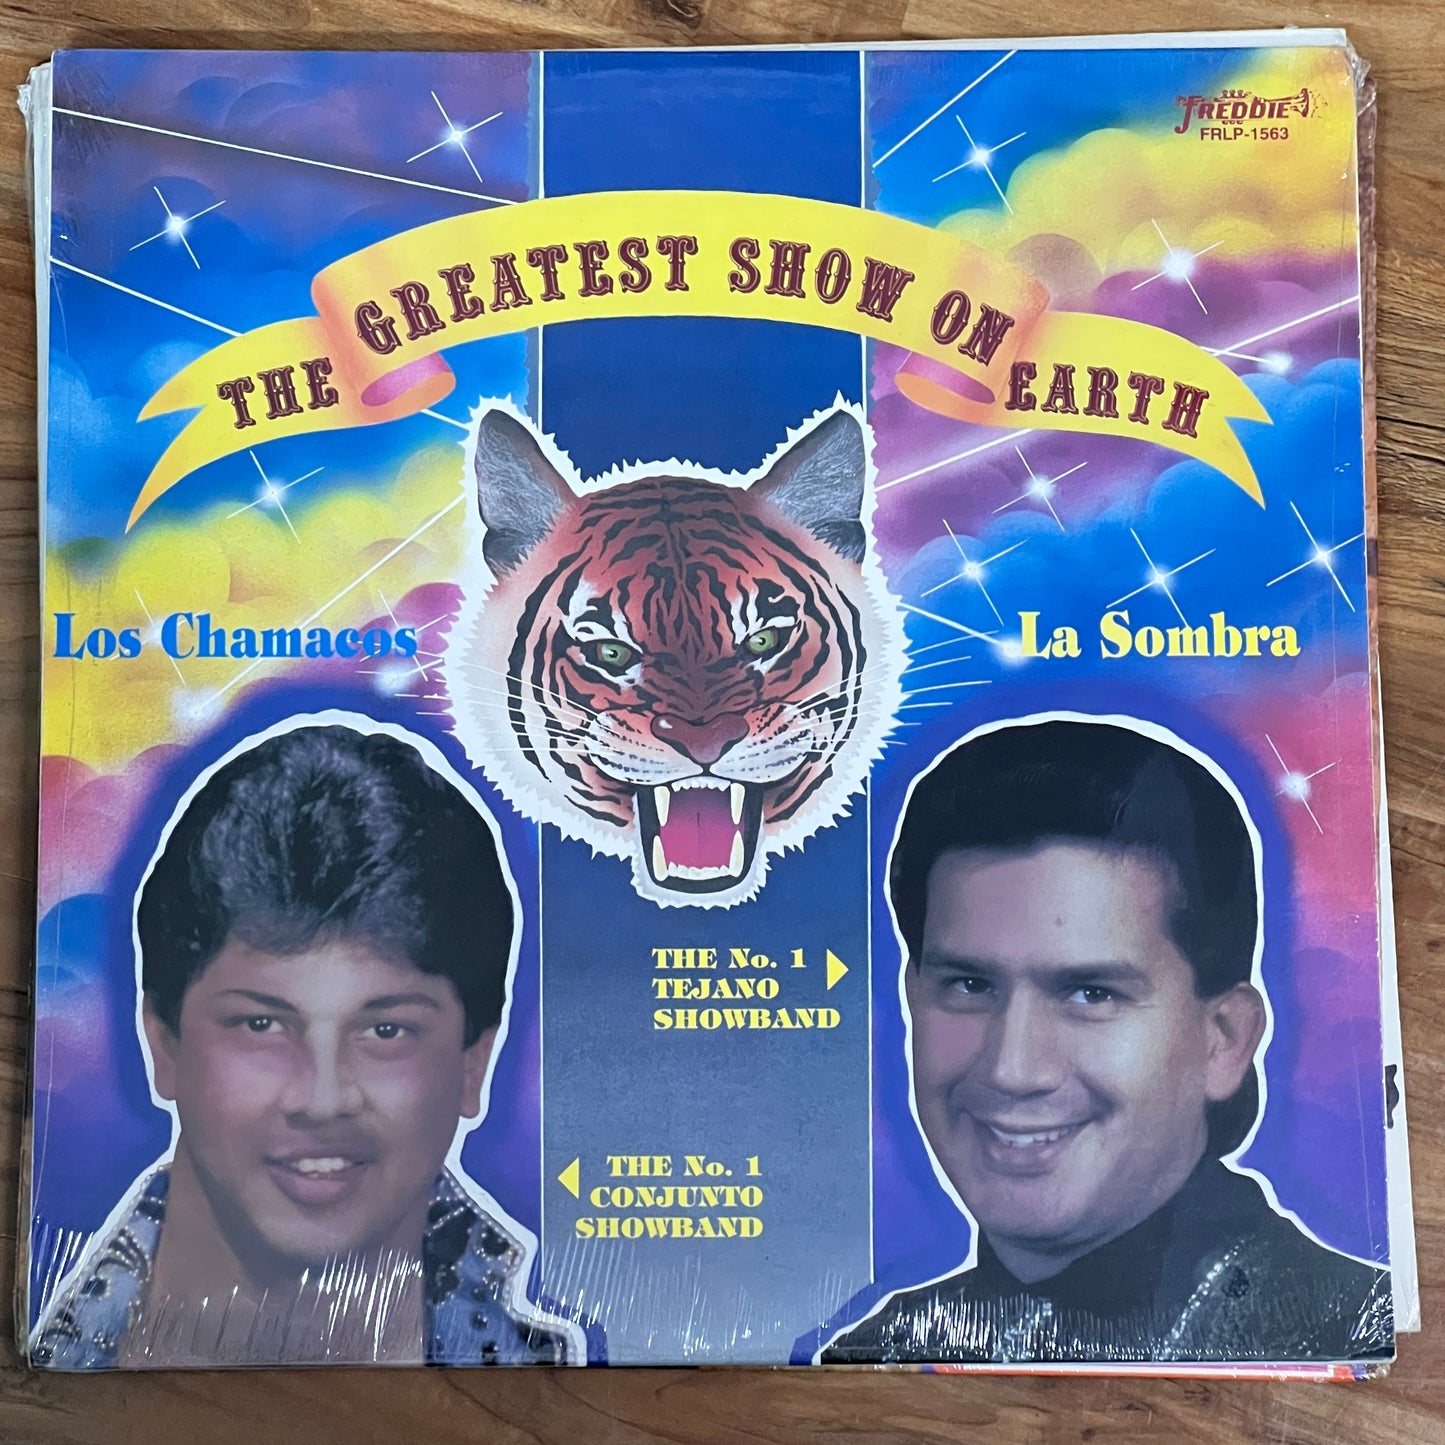 FREDDIE
FRLP-1563
THE GREATEST SHOW ON EARTH
Los Chamacos
La Sombra
THE No. 1
TEJANO
SHOWBAND
THE No. 1
CONJUNTO
SHOWBAND